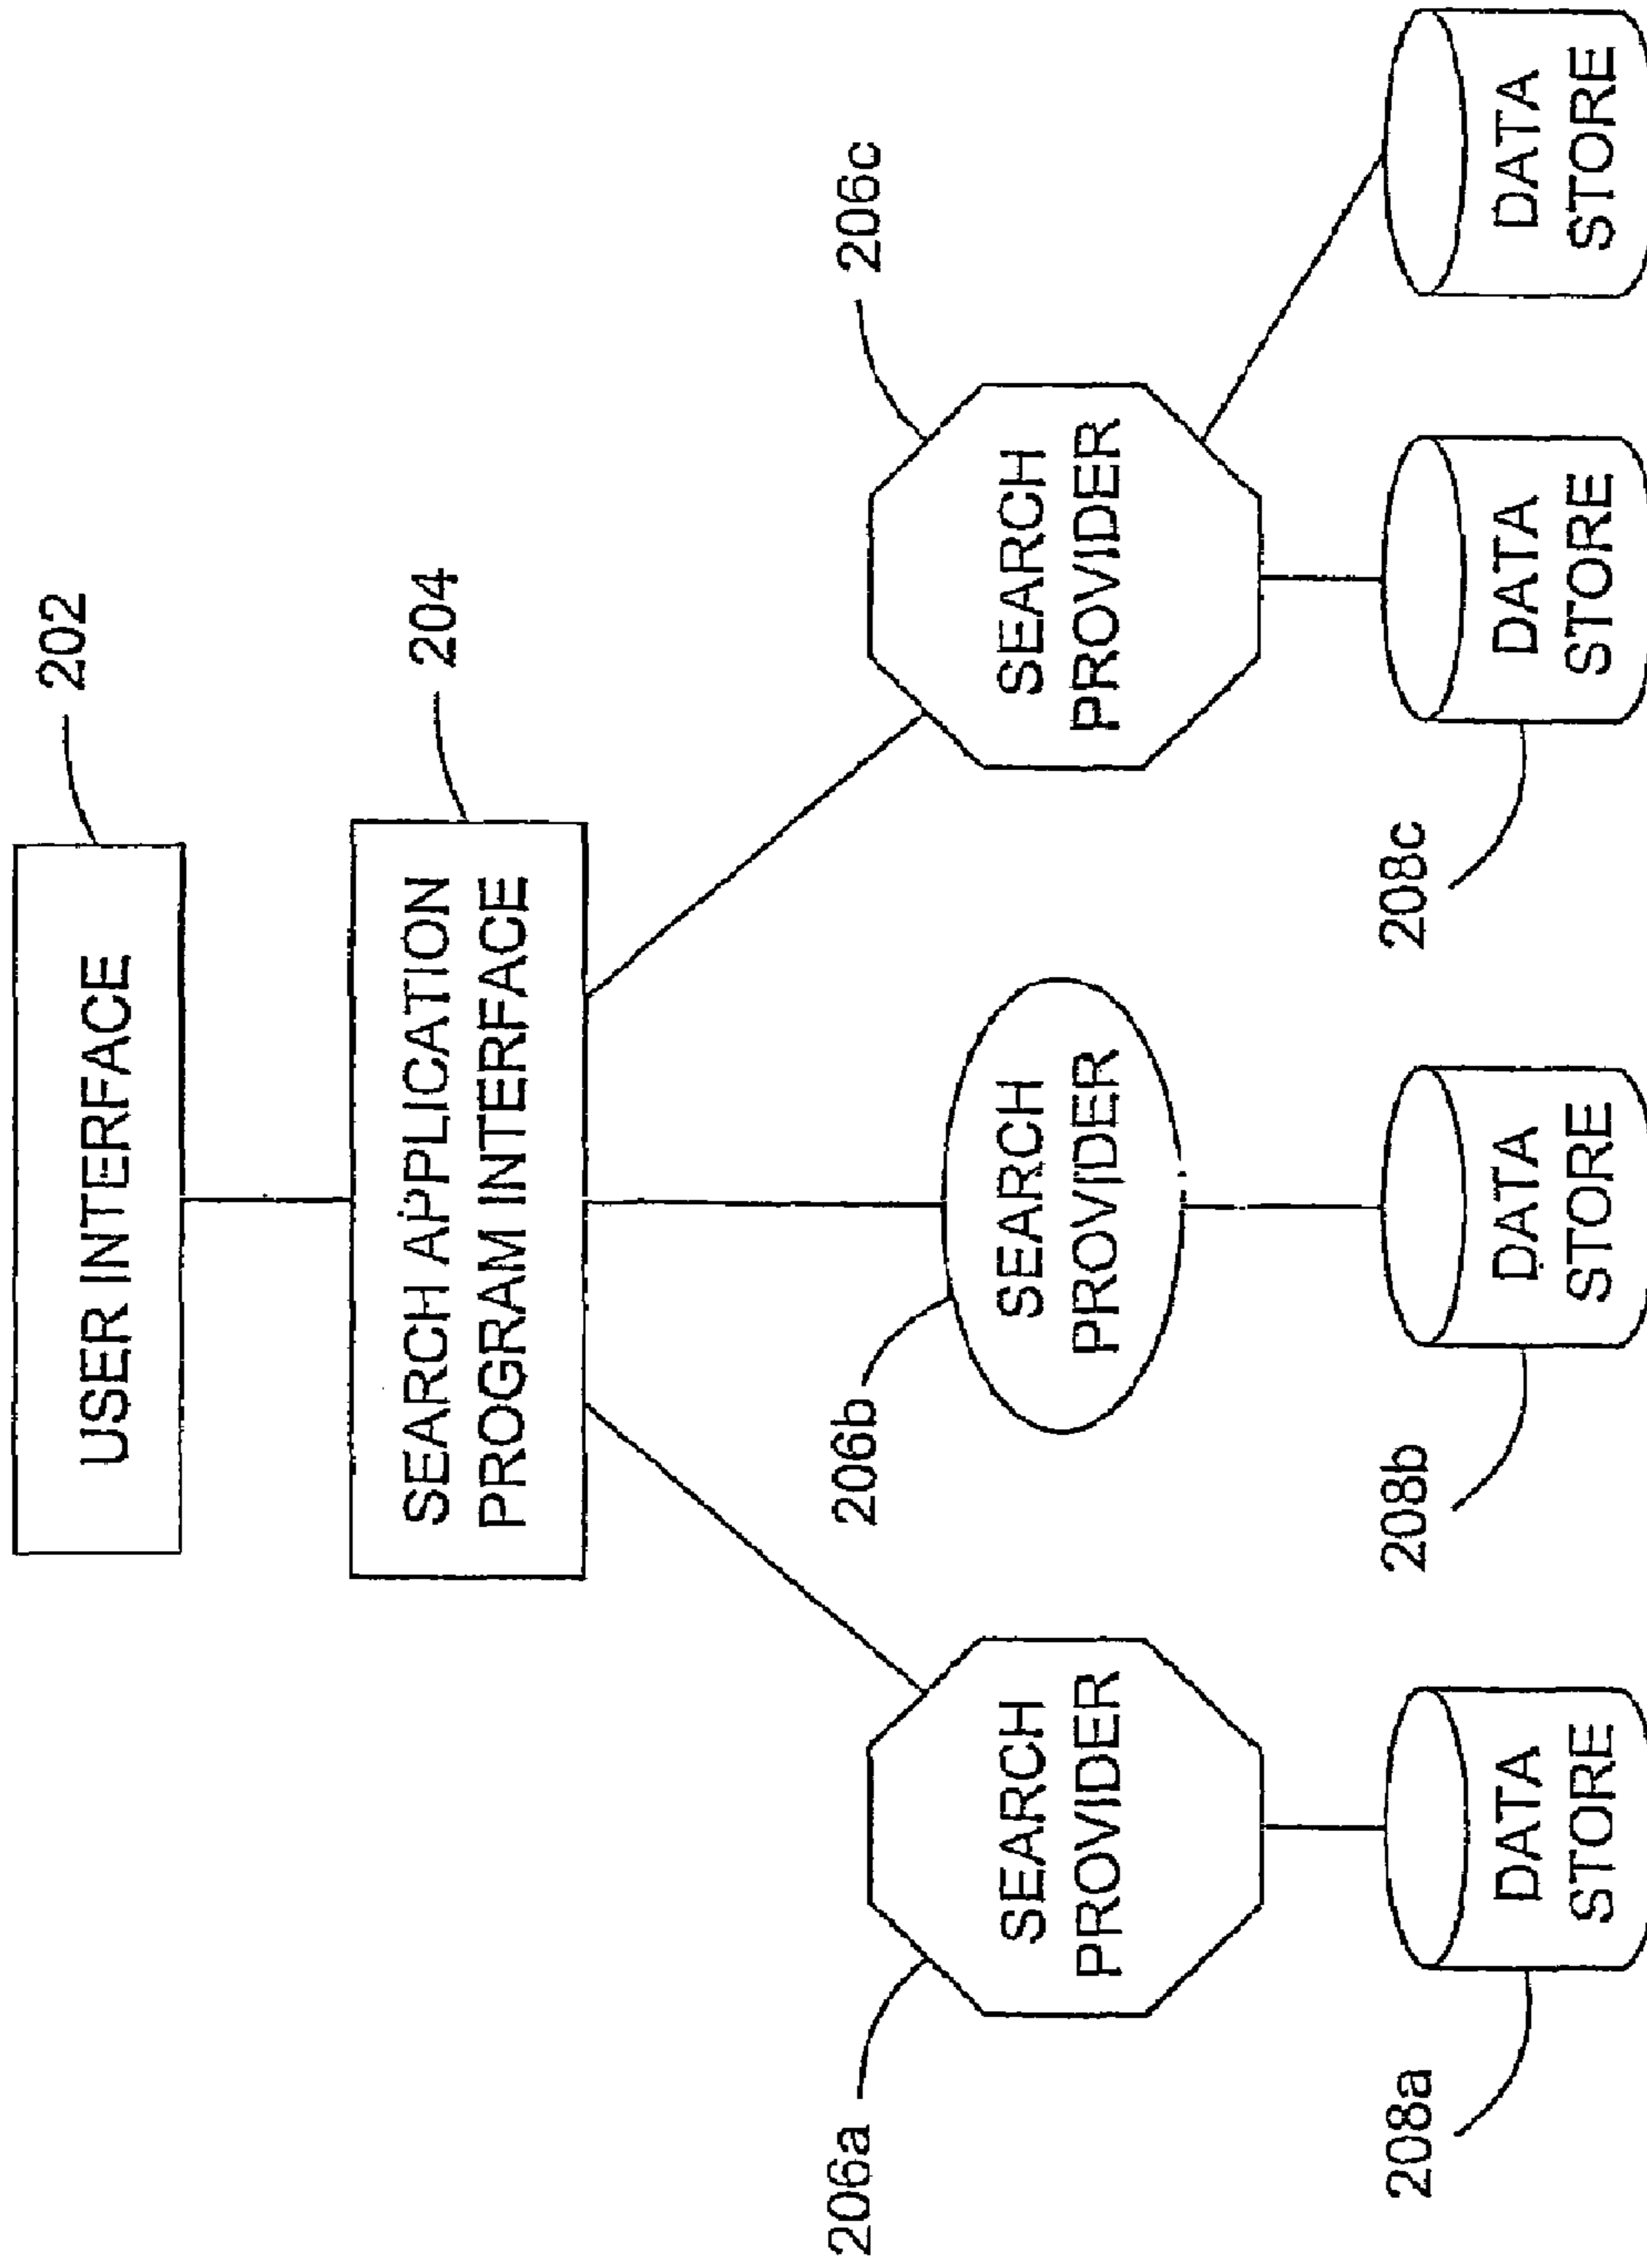 USER INTERFACE
202
SEARCH APPLICATION
PROGRAM INTERFACE
204
206a
SEARCH
PROVIDER
206b
SEARCH
PROVIDER
206c
SEARCH
PROVIDER
208a
DATA
STORE
208b
DATA
STORE
208c
DATA
STORE
DATA
STORE